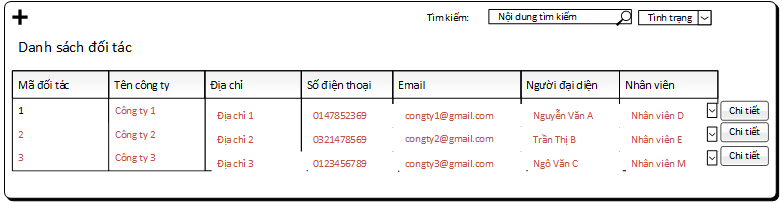 Tìm kiếm: Nội dung tìm kiếm Tình trạng
Danh sách đối tác
Mã đối tác Tên công ty Địa chỉ Số điện thoại Email Người đại diện Nhân viên
1 Công ty 1 Địa chỉ 1 0147852369 congty1@gmail.com Nguyễn Văn A Nhân viên D Chi tiết
2 Công ty 2 Địa chỉ 2 0321478569 congty2@gmail.com Trần Thị B Nhân viên E Chi tiết
3 Công ty 3 Địa chỉ 3 0123456789 congty3@gmail.com Ngô Văn C Nhân viên M Chi tiết